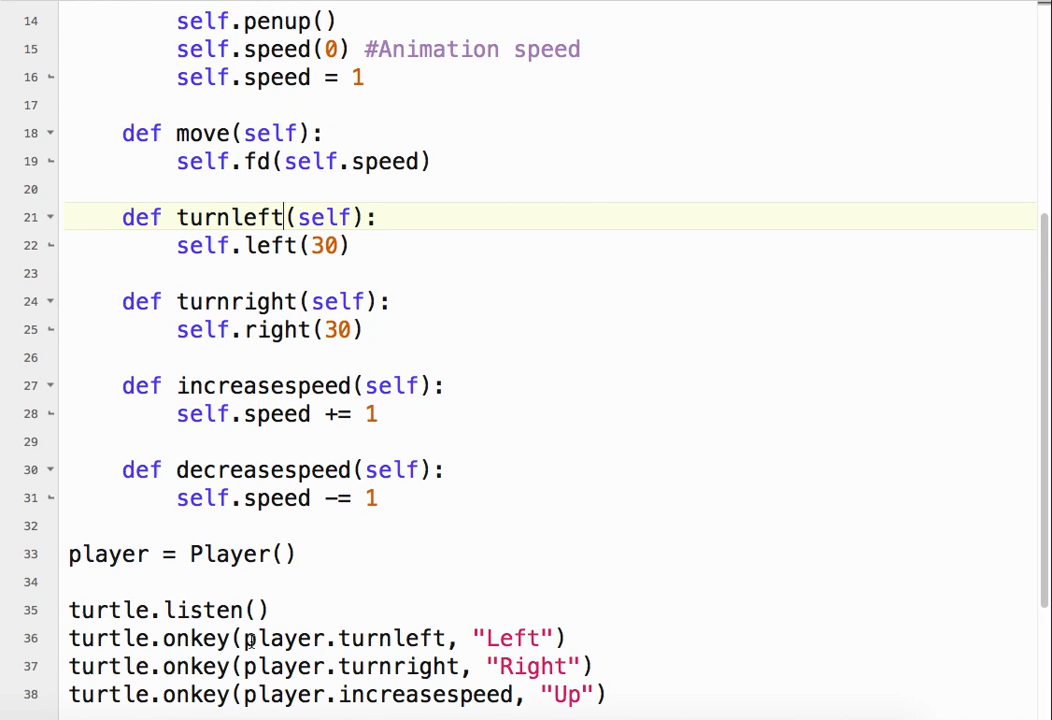 14 self.penup()
15 self.speed(0) #Animation speed
16 self.speed = 1
17
18 def move(self):
19 self.fd(self.speed)
20
21 def turnleft(self):
22 self.left(30)
23
24 def turnright(self):
25 self.right(30)
26
27 def increasespeed(self):
28 self.speed += 1
29
30 def decreasespeed(self):
31 self.speed -= 1
32
33 player = Player()
34
35 turtle.listen()
36 turtle.onkey(player.turnleft, "Left")
37 turtle.onkey(player.turnright, "Right")
38 turtle.onkey(player.increasespeed, "Up")